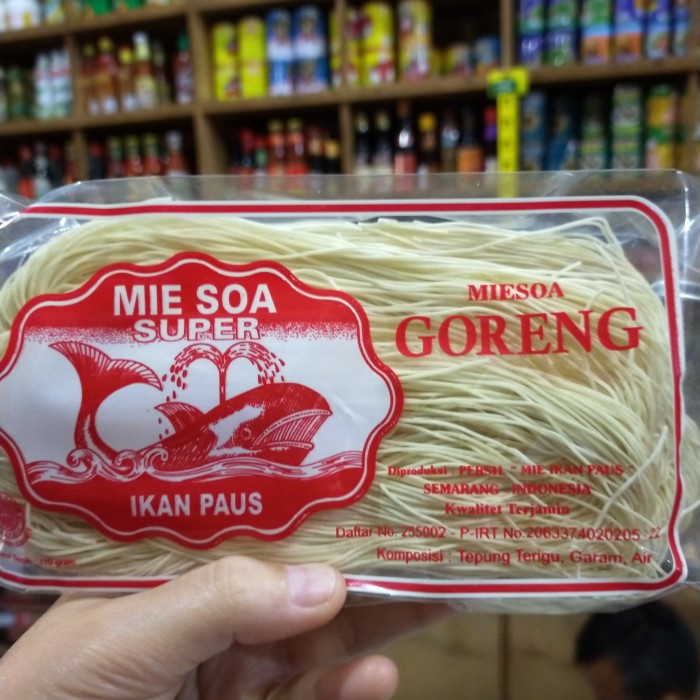 MIE SOA
SUPER
IKAN PAUS
MIESOA
GORENG
Diproduksi : PERSH. " MIE IKAN PAUS "
SEMARANG - INDONESIA
Kwalitet Terjamin
Daftar No. 255002 - P-IRT No.2063374020205 - 22
Komposisi : Tepung Terigu, Garam, Air